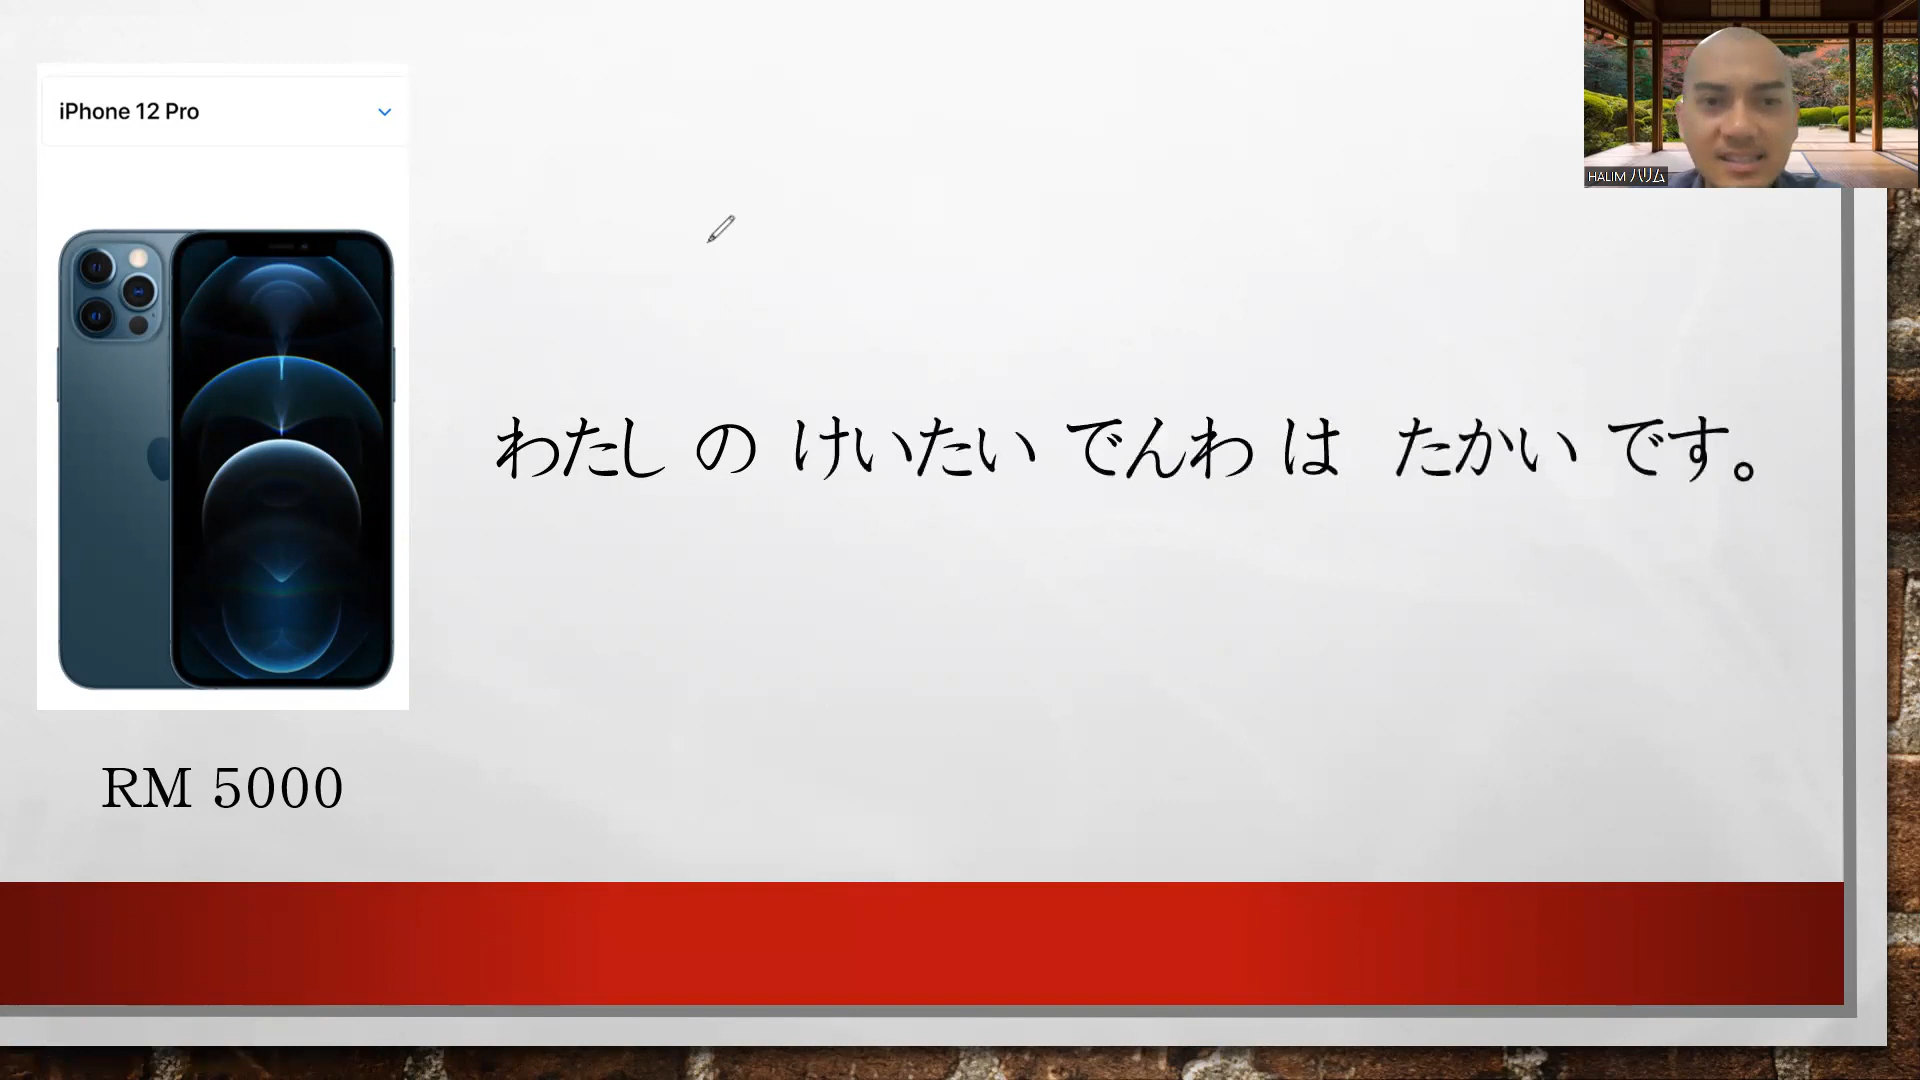 HALIM ハリム
iPhone 12 Pro
わたし の けいたい でんわ は たかい です。
RM 5000